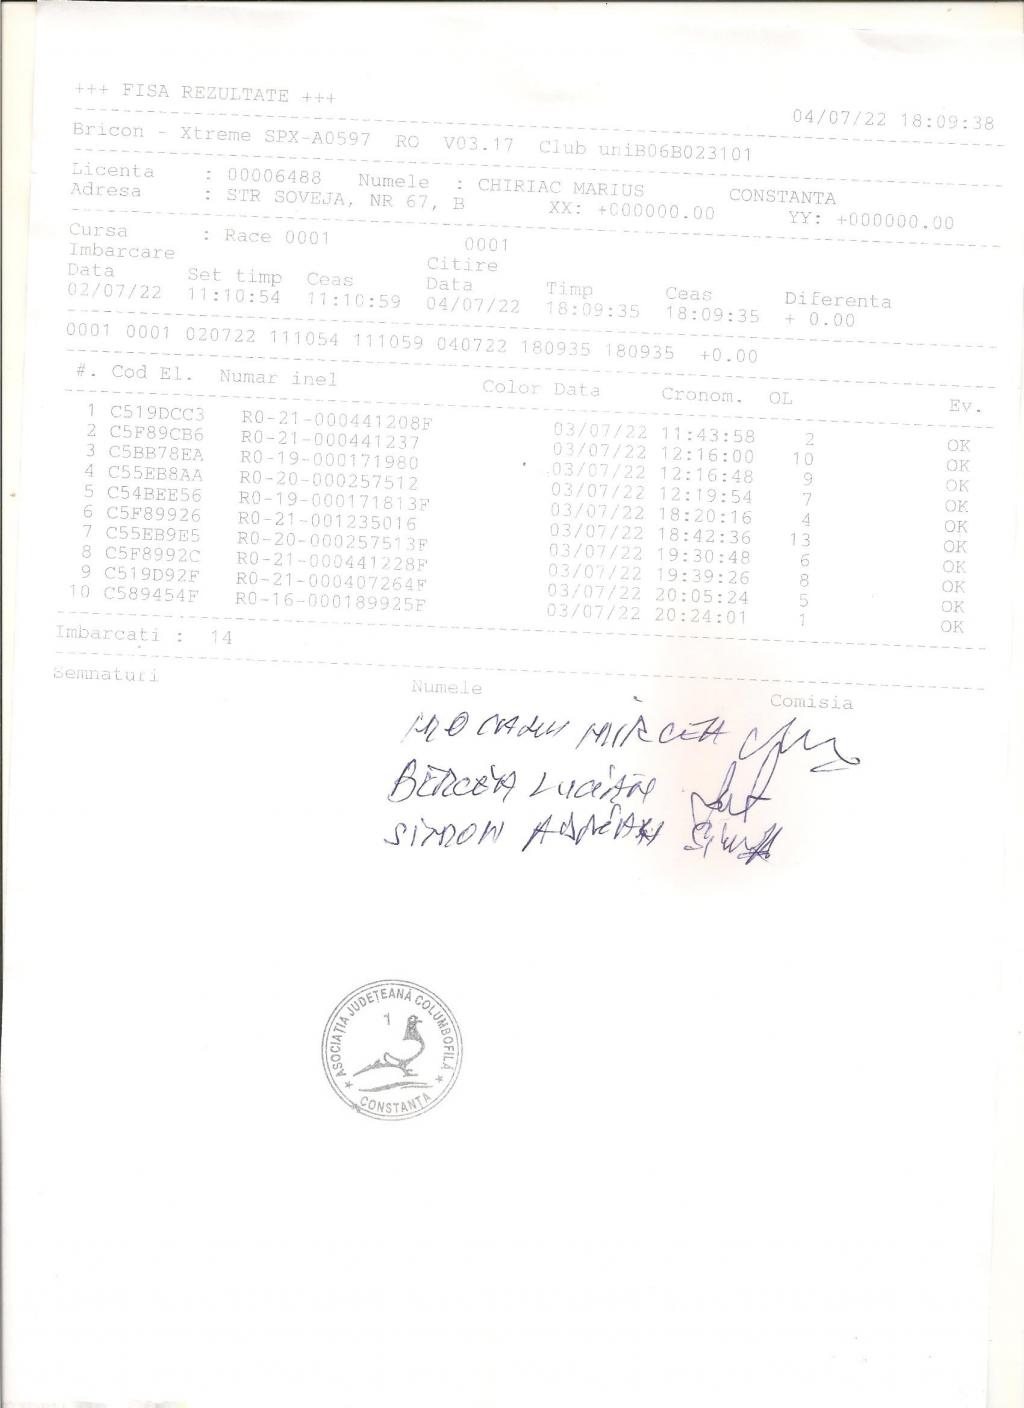 +++ FISA REZULTATE +++
04/07/22 18:09:38
Bricon - Xtreme SPX-A0597 RO V03.17 Club uniB06B023101
Licenta : 00006488 Numele : CHIRIAC MARIUS CONSTANTA
Adresa : STR SOVEJA, NR 67, B XX: +000000.00 YY: +000000.00
Cursa : Race 0001 0001
Imbarcare Citire
Data Set timp Ceas Data Timp Ceas Diferenta
02/07/22 11:10:54 11:10:59 04/07/22 18:09:35 18:09:35 + 0.00
0001 0001 020722 111054 111059 040722 180935 180935 +0.00
#. Cod El. Numar inel Color Data Cronom. OL Ev.
1 C519DCC3 RO-21-000441208F 03/07/22 11:43:58 2 OK
2 C5F89CB6 RO-21-000441237 03/07/22 12:16:00 10 OK
3 C5BB78EA RO-19-000171980 03/07/22 12:16:48 9 OK
4 C55EB8AA RO-20-000257512 03/07/22 12:19:54 7 OK
5 C54BEE56 RO-19-000171813F 03/07/22 18:20:16 4 OK
6 C5F89926 RO-21-001235016 03/07/22 18:42:36 13 OK
7 C55EB9E5 RO-20-000257513F 03/07/22 19:30:48 6 OK
8 C5F8992C RO-21-000441228F 03/07/22 19:39:26 8 OK
9 C519D92F RO-21-000407264F 03/07/22 20:05:24 5 OK
10 C589454F RO-16-000189925F 03/07/22 20:24:01 1 OK
Imbarcati : 14
Semnaturi Numele Comisia
MIRCEA
BERCEA LUCIAN
SIMION ADRIAN
ASOCIAȚIA JUDEȚEANĂ COLUMBOFILĂ
1
CONSTANȚA